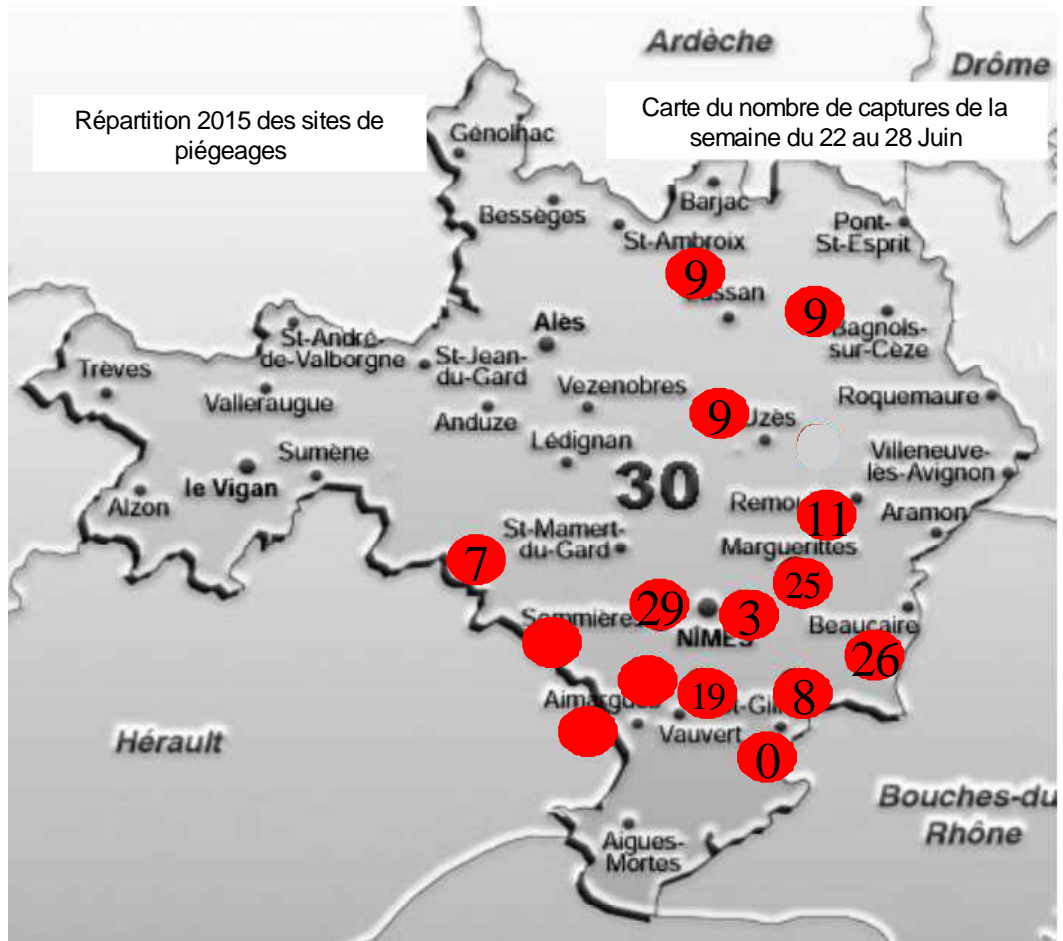 Ardèche
Drôme
Répartition 2015 des sites de
piégeages
Carte du nombre de captures de la
semaine du 22 au 28 Juin
Génolhac
Bessèges
Barjac
St-Ambroix
Pont-
St-Esprit
9
9
Bagnols-
sur-Cèze
St-André-
de-Valborgne
Alès
St-Jean-
du-Gard
Trèves
Valleraugue
Vezenobres
Roquemaure
Anduze
9
Lédignan
Sumène
le Vigan
30
Villeneuve-
lès-Avignon
Alzon
11
Aramon
St-Mamert-
du-Gard
Marguerittes
7
25
29
3
Beaucaire
NÎMES
26
19
8
Vauvert
0
Hérault
Bouches-du
Rhône
Aigues-
Mortes